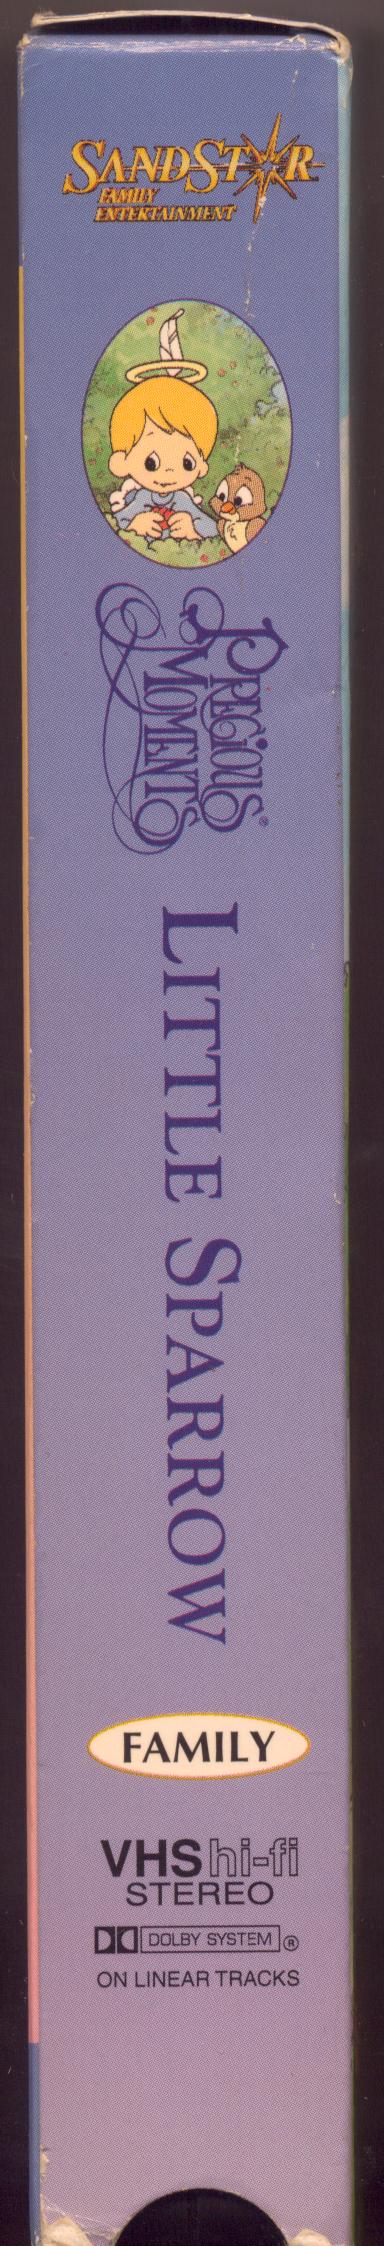 SANDSTAR
FAMILY
ENTERTAINMENT
PRECIOUS
MOMENTS®
LITTLE SPARROW
FAMILY
VHS hi-fi
STEREO
DOLBY SYSTEM ®
ON LINEAR TRACKS